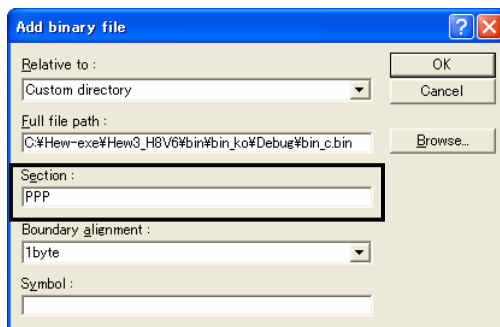 Add binary file
Relative to :
OK
Custom directory
Cancel
Full file path :
C:¥Hew-exe¥Hew3_H8V6¥bin¥bin_ko¥Debug¥bin_c.bin
Browse...
Section :
PPP
Boundary alignment :
1byte
Symbol :